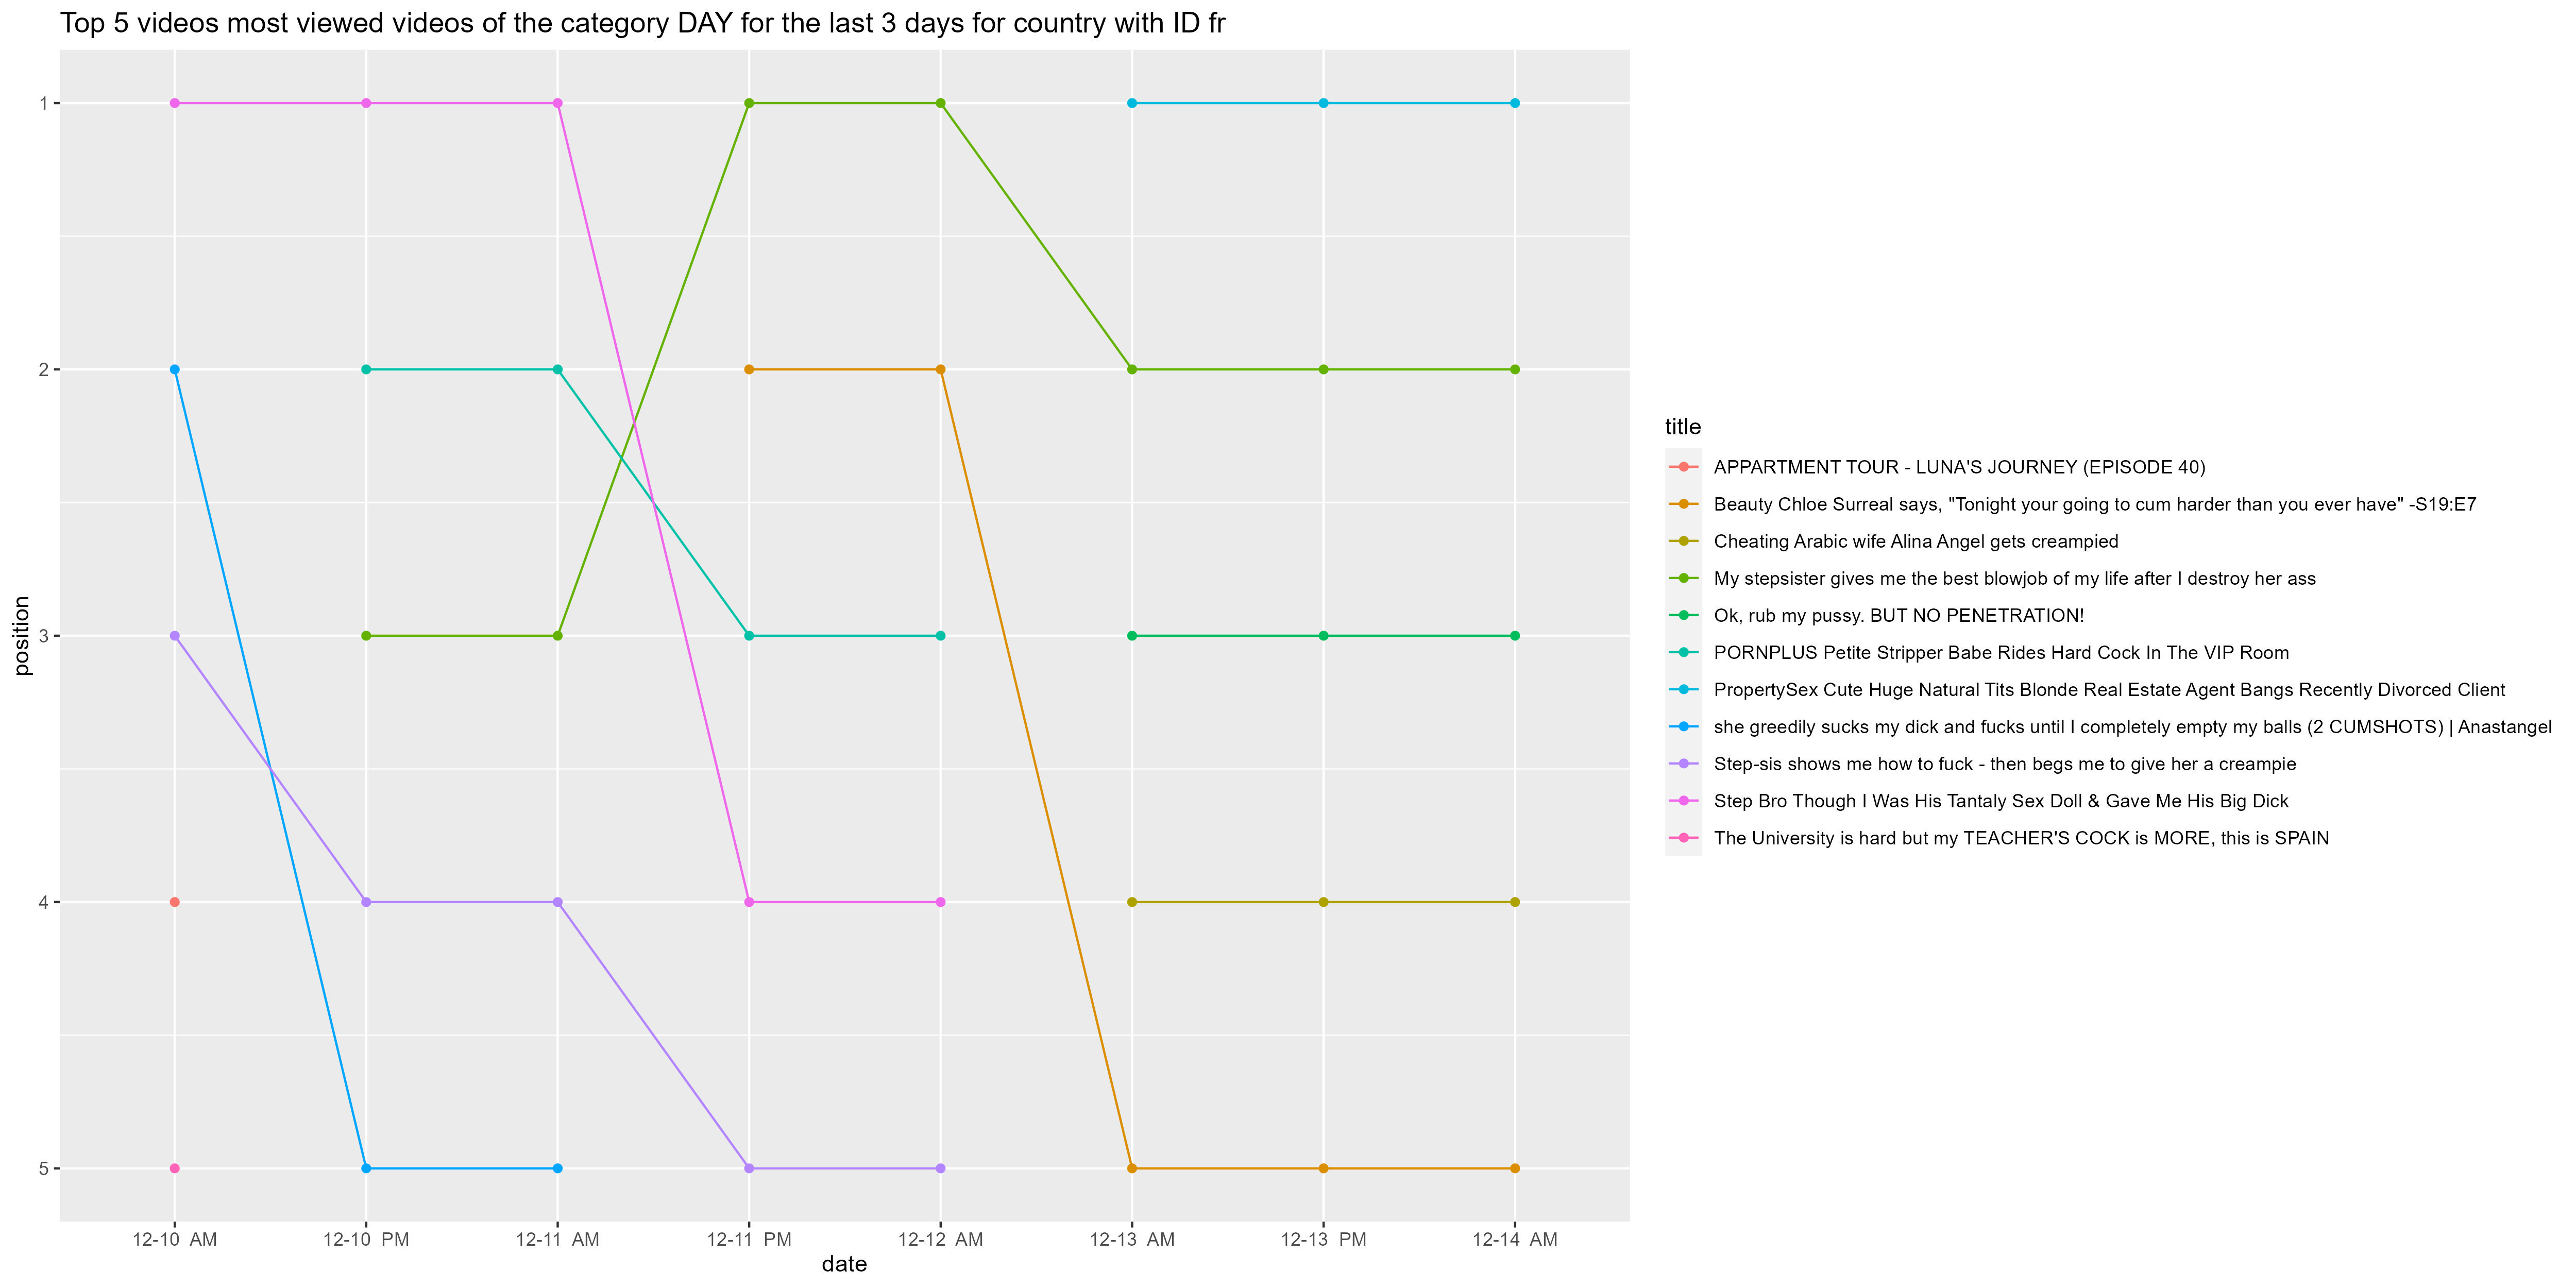 Top 5 videos most viewed videos of the category DAY for the last 3 days for country with ID fr
position
1
2
3
4
5
12-10 AM
12-10 PM
12-11 AM
12-11 PM
12-12 AM
12-13 AM
12-13 PM
12-14 AM
date
title
APPARTMENT TOUR - LUNA'S JOURNEY (EPISODE 40)
Beauty Chloe Surreal says, "Tonight your going to cum harder than you ever have" -S19:E7
Cheating Arabic wife Alina Angel gets creampied
My stepsister gives me the best blowjob of my life after I destroy her ass
Ok, rub my pussy. BUT NO PENETRATION!
PORNPLUS Petite Stripper Babe Rides Hard Cock In The VIP Room
PropertySex Cute Huge Natural Tits Blonde Real Estate Agent Bangs Recently Divorced Client
she greedily sucks my dick and fucks until I completely empty my balls (2 CUMSHOTS) | Anastangel
Step-sis shows me how to fuck - then begs me to give her a creampie
Step Bro Though I Was His Tantaly Sex Doll & Gave Me His Big Dick
The University is hard but my TEACHER'S COCK is MORE, this is SPAIN